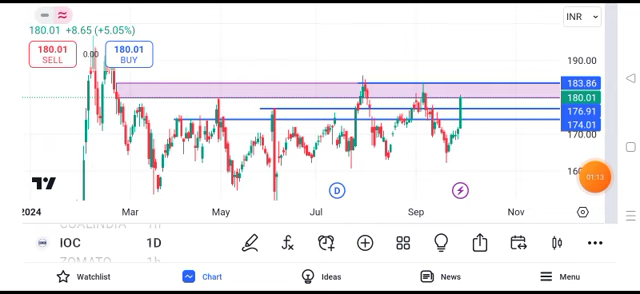 INR
180.01 +8.65 (+5.05%)
180.01 SELL
0.00
180.01 BUY
190.00
183.86
180.01
176.91
174.01
170.00
01:13
2024 Mar May Jul Sep Nov
D
IOC 1D
ZOMATO 1h
Watchlist Chart Ideas News Menu